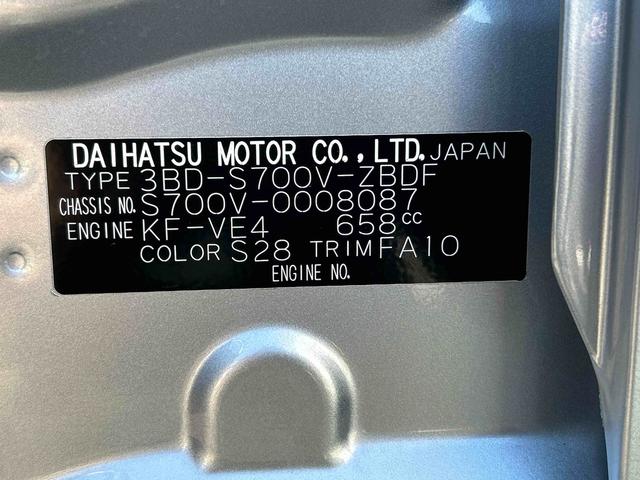 DAIHATSU MOTOR CO.,LTD. JAPAN
TYPE 3BD-S700V-ZBDF
CHASSIS NO. S700V-0008087
ENGINE KF-VE4 658cc
COLOR S28 TRIM FA10
ENGINE NO.